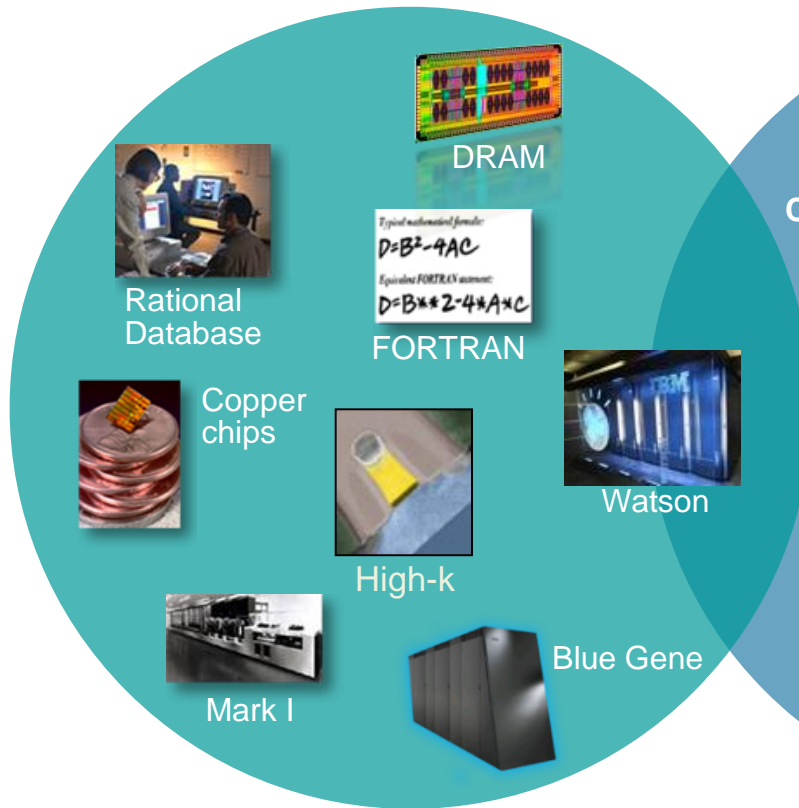 DRAM
C
Typical mathematical formula:
D=B²-4AC
Equivalent FORTRAN statement:
D=B**2-4*A*C
Rational
Database
FORTRAN
Copper
chips
IBM
Watson
High-k
Blue Gene
Mark I